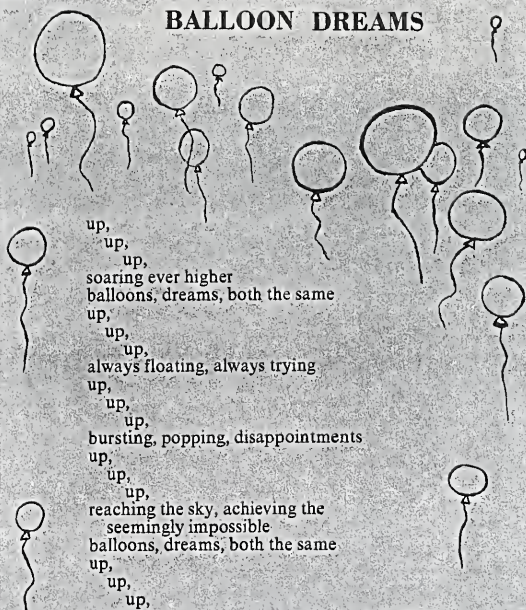 BALLOON DREAMS
up,
up,
up,
soaring ever higher
balloons, dreams, both the same
up,
up,
up,
always floating, always trying
up,
up,
up,
bursting, popping, disappointments
up,
up,
up,
reaching the sky, achieving the
seemingly impossible
balloons, dreams, both the same
up,
up,
up,